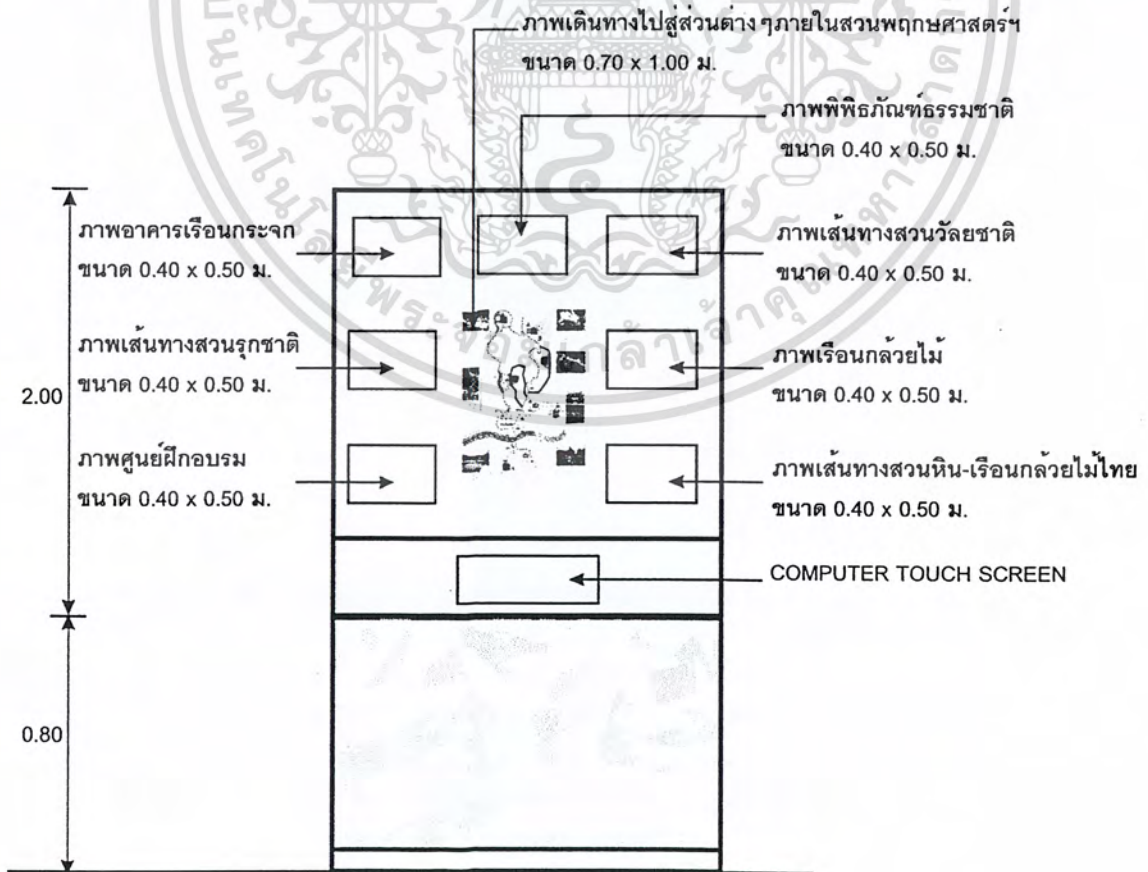 ภาพเดินทางไปสู่ส่วนต่าง ๆภายในสวนพฤกษศาสตร์ฯ
ขนาด 0.70 x 1.00 ม.
ภาพพิพิธภัณฑ์ธรรมชาติ
ขนาด 0.40 x 0.50 ม.
ภาพอาคารเรือนกระจก
ขนาด 0.40 x 0.50 ม.
ภาพเส้นทางสวนวัลยชาติ
ขนาด 0.40 x 0.50 ม.
ภาพเส้นทางสวนรุกชาติ
ขนาด 0.40 x 0.50 ม.
ภาพเรือนกล้วยไม้
ขนาด 0.40 x 0.50 ม.
2.00
ภาพศูนย์ฝึกอบรม
ขนาด 0.40 x 0.50 ม.
ภาพเส้นทางสวนหิน-เรือนกล้วยไม้ไทย
ขนาด 0.40 x 0.50 ม.
COMPUTER TOUCH SCREEN
0.80